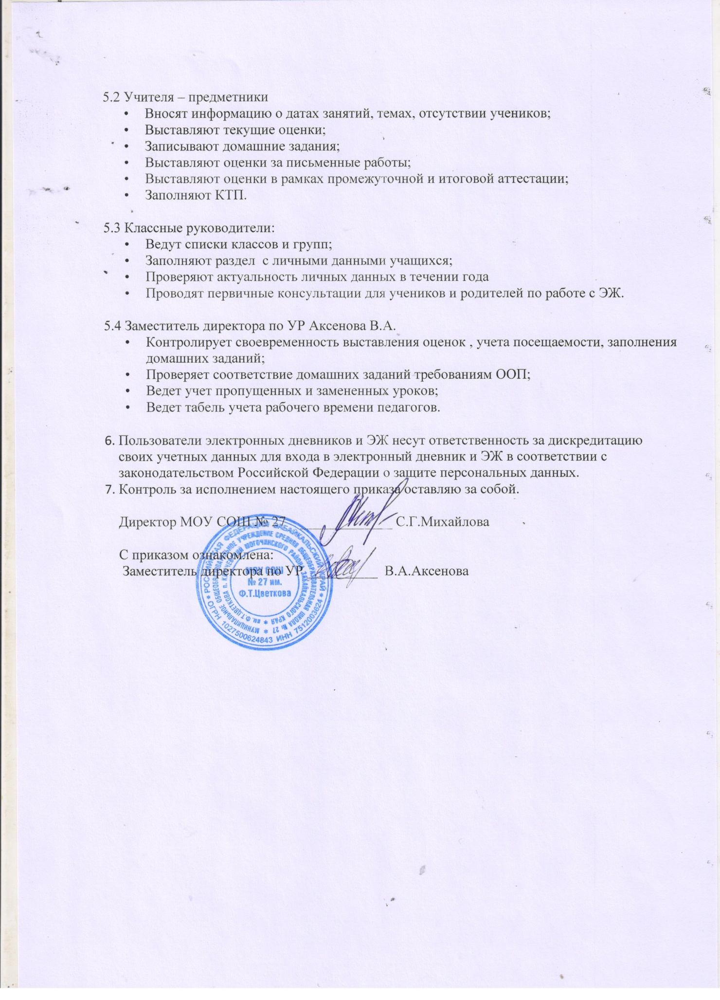 5.2 Учителя – предметники
• Вносят информацию о датах занятий, темах, отсутствии учеников;
• Выставляют текущие оценки;
• Записывают домашние задания;
• Выставляют оценки за письменные работы;
• Выставляют оценки в рамках промежуточной и итоговой аттестации;
• Заполняют КТП.
5.3 Классные руководители:
• Ведут списки классов и групп;
• Заполняют раздел с личными данными учащихся;
• Проверяют актуальность личных данных в течении года
• Проводят первичные консультации для учеников и родителей по работе с ЭЖ.
5.4 Заместитель директора по УР Аксенова В.А.
• Контролирует своевременность выставления оценок , учета посещаемости, заполнения
домашних заданий;
• Проверяет соответствие домашних заданий требованиям ООП;
• Ведет учет пропущенных и замененных уроков;
• Ведет табель учета рабочего времени педагогов.
6. Пользователи электронных дневников и ЭЖ несут ответственность за дискредитацию
своих учетных данных для входа в электронный дневник и ЭЖ в соответствии с
законодательством Российской Федерации о защите персональных данных.
7. Контроль за исполнением настоящего приказа оставляю за собой.
Директор МОУ СОШ № 27 С.Г.Михайлова
С приказом ознакомлена:
Заместитель директора по УР В.А.Аксенова
* РОССИЙСКАЯ ФЕДЕРАЦИЯ ЗАБАЙКАЛЬСКИЙ КРАЙ *
ОГРН 1027500624843 ИНН 7512003624
МУНИЦИПАЛЬНОЕ ОБЩЕОБРАЗОВАТЕЛЬНОЕ УЧРЕЖДЕНИЕ СРЕДНЯЯ ОБЩЕОБРАЗОВАТЕЛЬНАЯ ШКОЛА № 27 *
им. Ф.Т.ЦВЕТКОВА п. КЛЮЧЕВСКИЙ МОГОЧИНСКОГО РАЙОНА ЗАБАЙКАЛЬСКОГО КРАЯ *
МОУ СОШ
№ 27 им.
Ф.Т.Цветкова